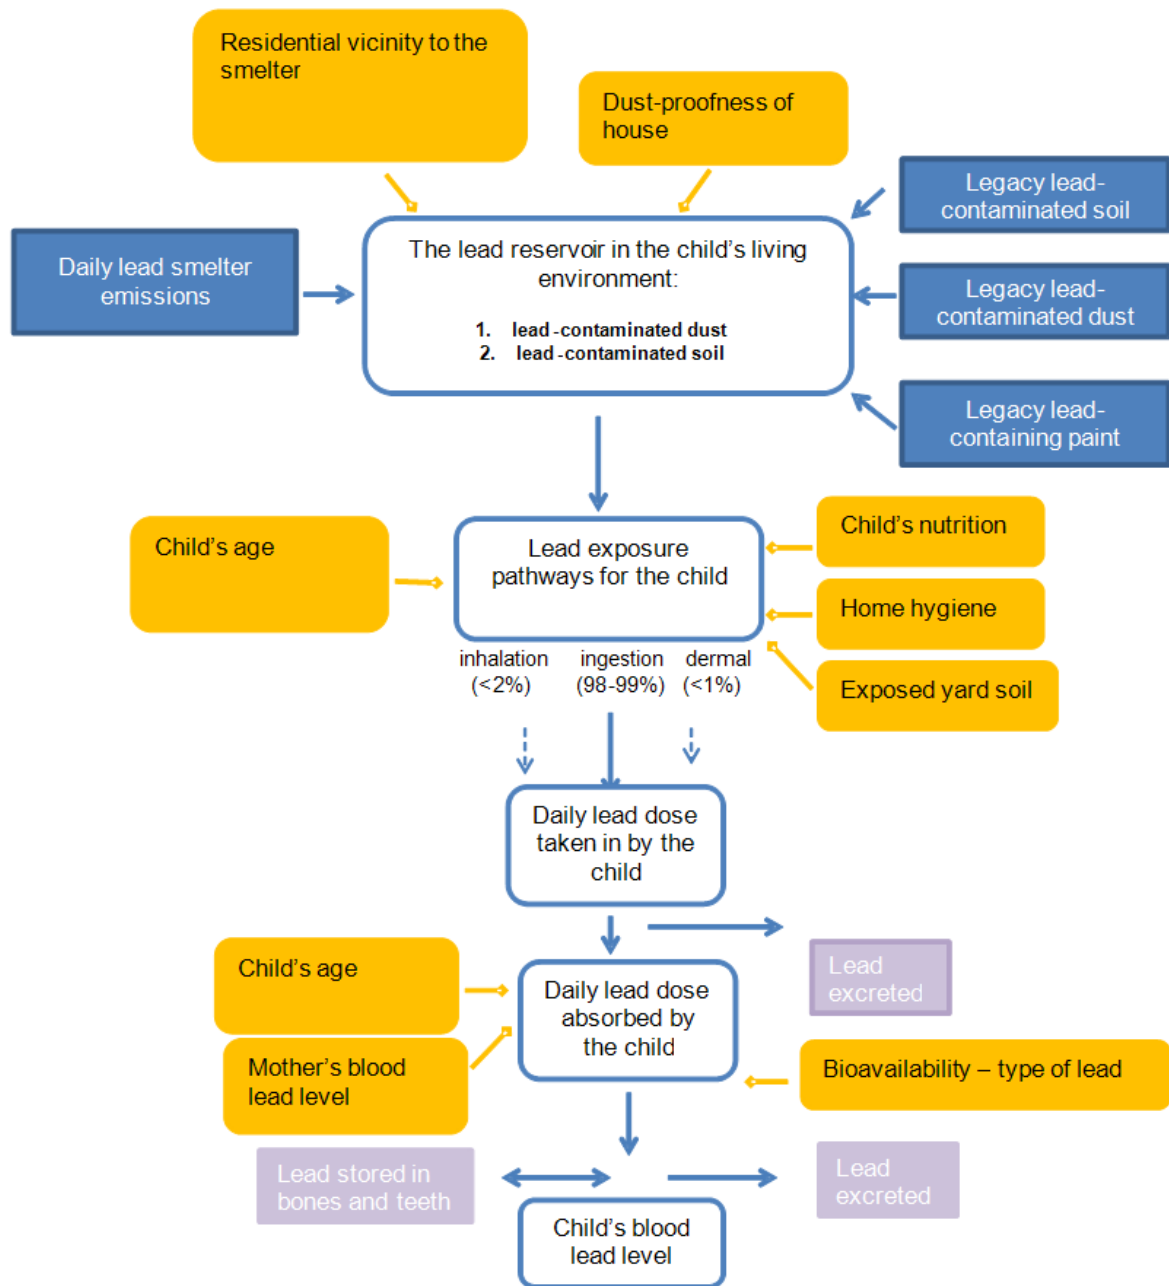 Residential vicinity to the
smelter
Dust-proofness of
house
Legacy lead-
contaminated soil
Daily lead smelter
emissions
The lead reservoir in the child's living
environment:
1. lead-contaminated dust
2. lead-contaminated soil
Legacy lead-
contaminated dust
Legacy lead-
containing paint
Child's age
Lead exposure
pathways for the child
Child's nutrition
Home hygiene
Exposed yard soil
inhalation
(<2%)
ingestion
(98-99%)
dermal
(<1%)
Daily lead dose
taken in by the
child
Lead
excreted
Child's age
Daily lead dose
absorbed by
the child
Mother's blood
lead level
Bioavailability – type of lead
Lead stored in
bones and teeth
Lead
excreted
Child's blood
lead level